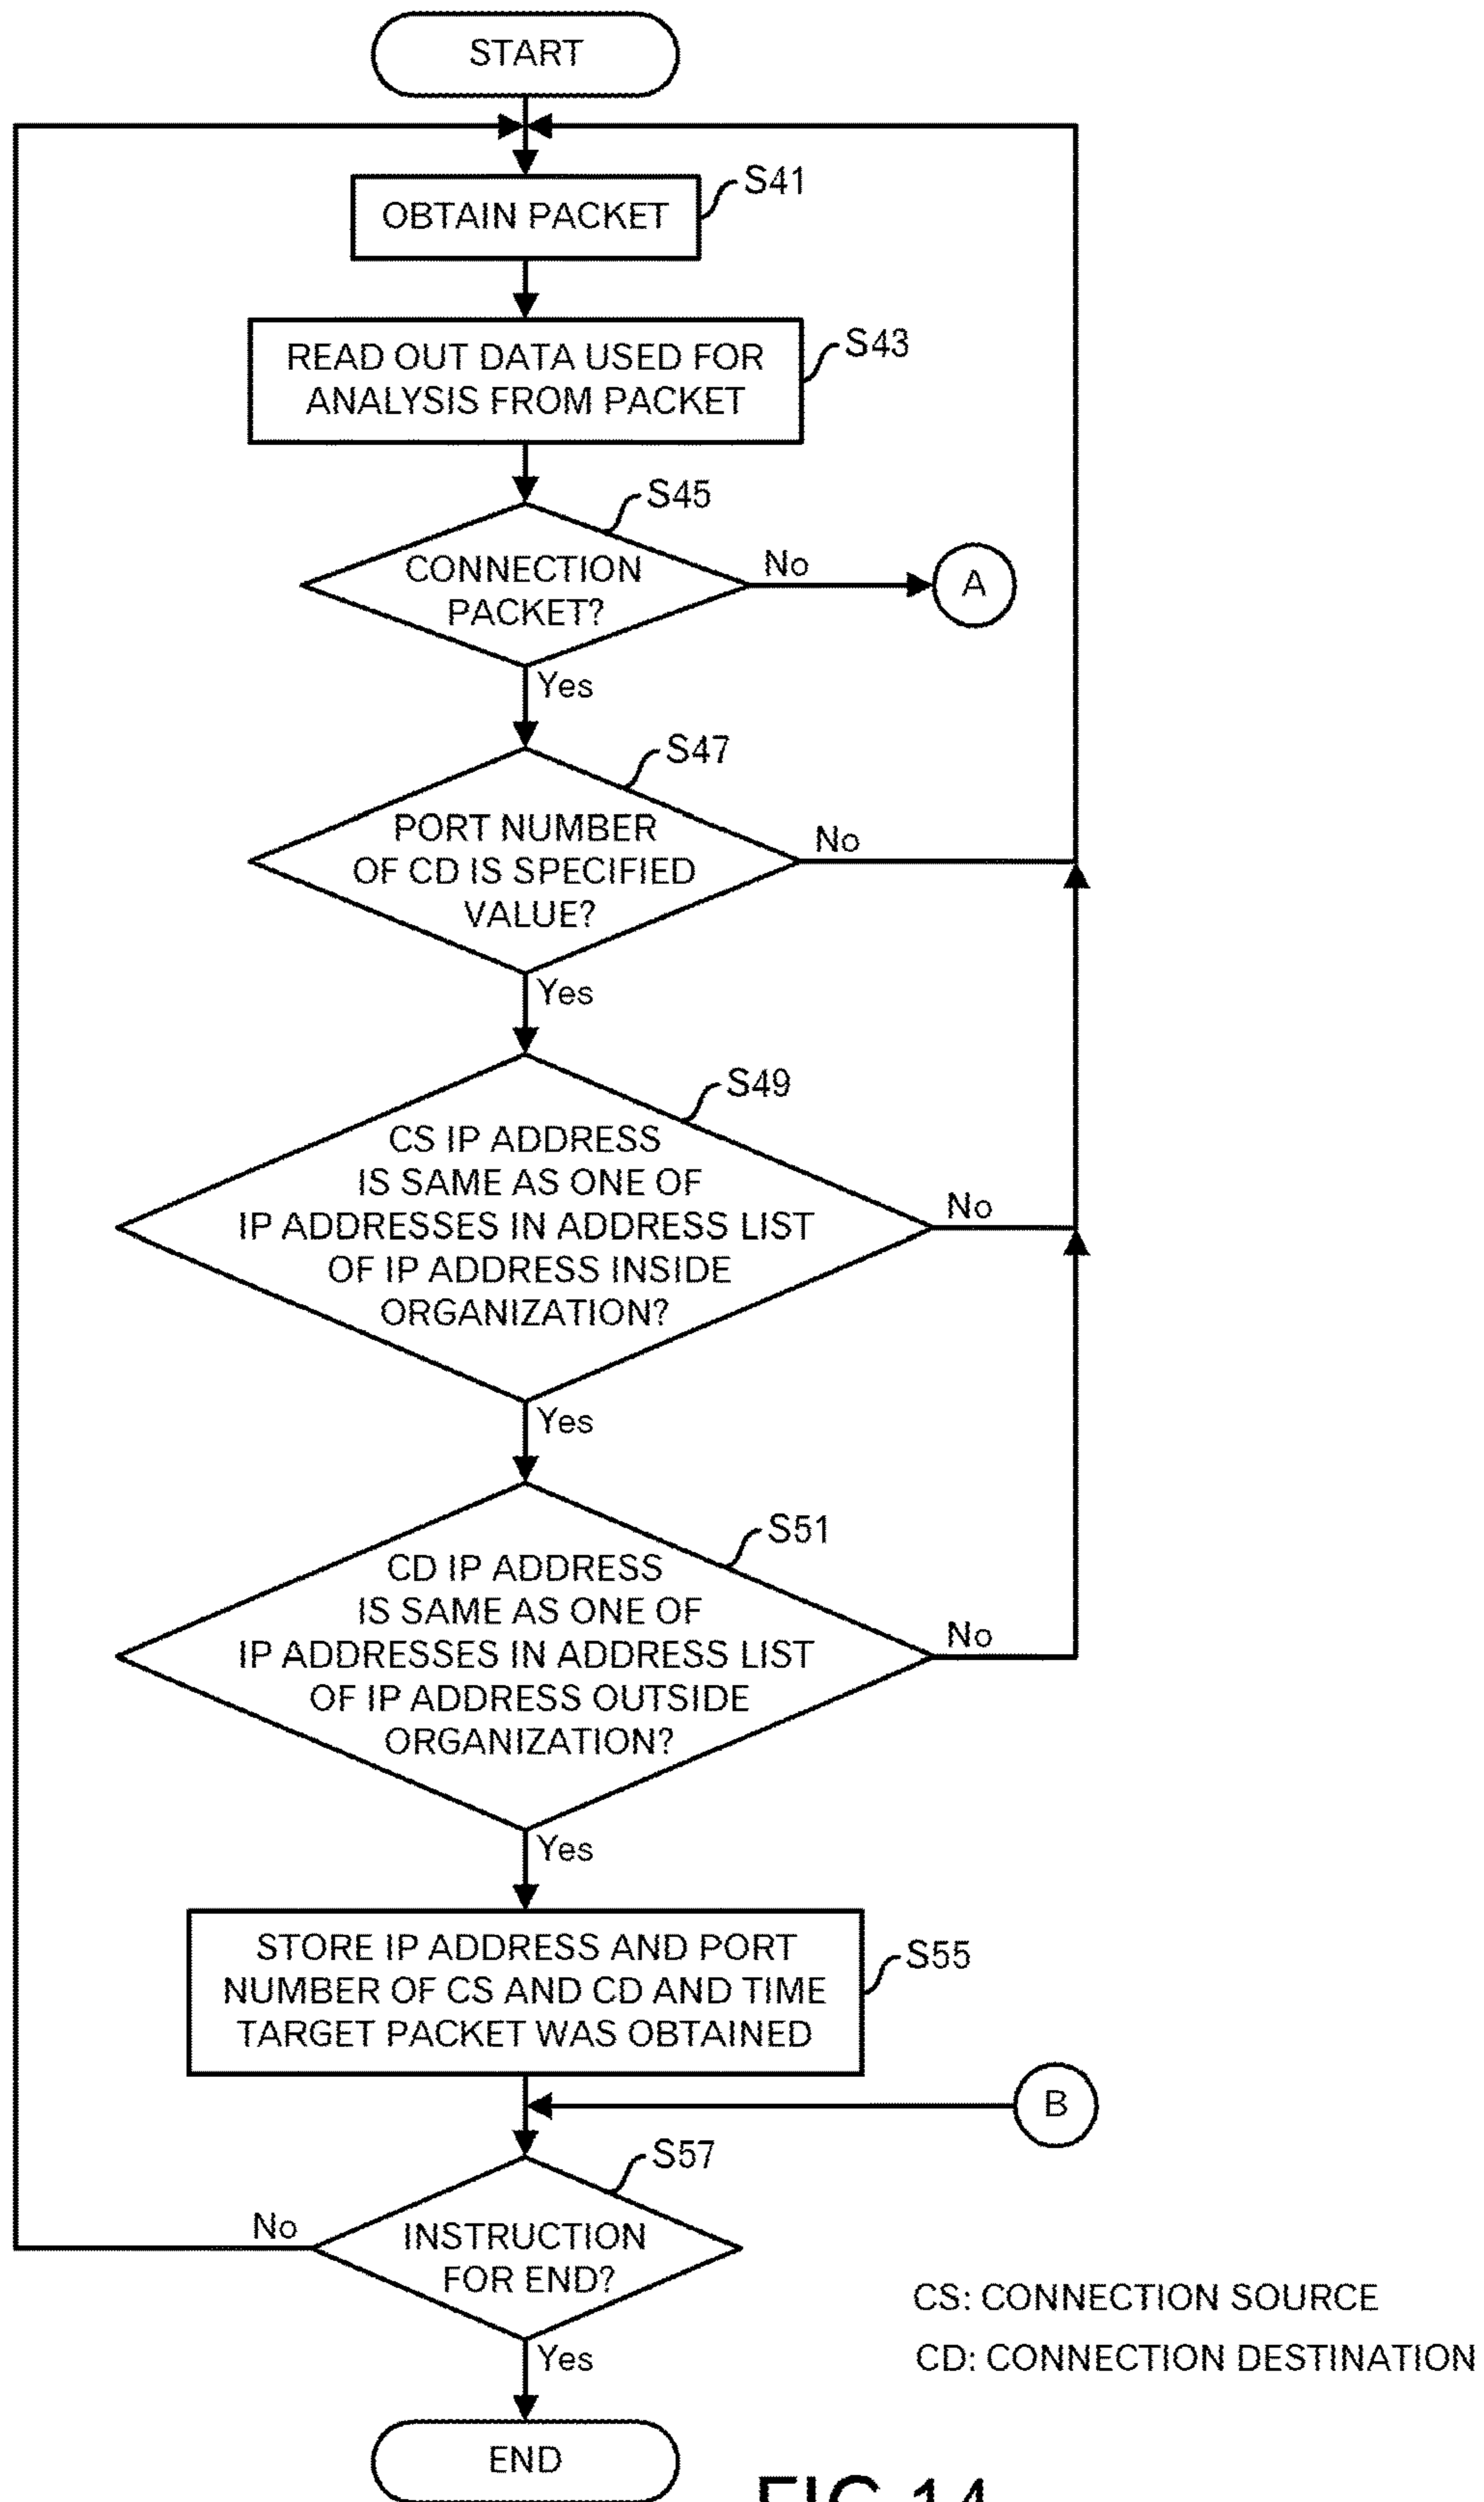 START
S41
OBTAIN PACKET
S43
READ OUT DATA USED FOR
ANALYSIS FROM PACKET
S45
CONNECTION
PACKET?
No
A
Yes
S47
PORT NUMBER
OF CD IS SPECIFIED
VALUE?
No
Yes
S49
CS IP ADDRESS
IS SAME AS ONE OF
IP ADDRESSES IN ADDRESS LIST
OF IP ADDRESS INSIDE
ORGANIZATION?
No
Yes
S51
CD IP ADDRESS
IS SAME AS ONE OF
IP ADDRESSES IN ADDRESS LIST
OF IP ADDRESS OUTSIDE
ORGANIZATION?
No
Yes
S55
STORE IP ADDRESS AND PORT
NUMBER OF CS AND CD AND TIME
TARGET PACKET WAS OBTAINED
B
S57
INSTRUCTION
FOR END?
No
Yes
CS: CONNECTION SOURCE
CD: CONNECTION DESTINATION
END
FIG.14